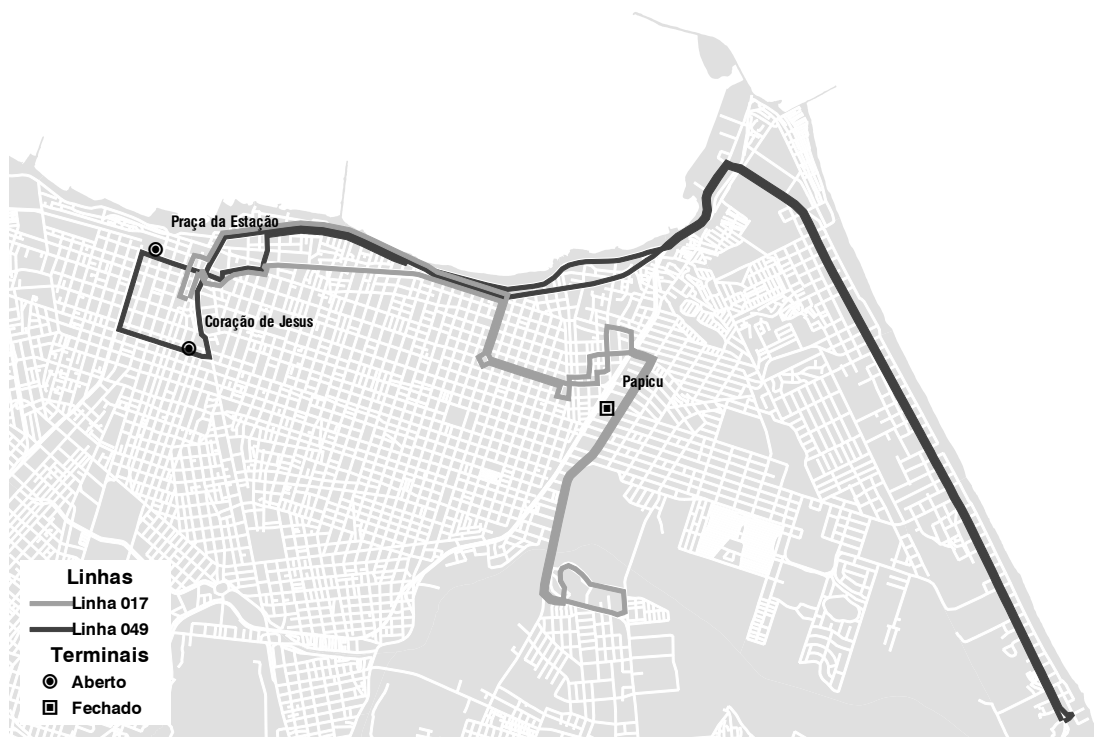 Praça da Estação
Coração de Jesus
Papicu
Linhas
Linha 017
Linha 049
Terminais
Aberto
Fechado